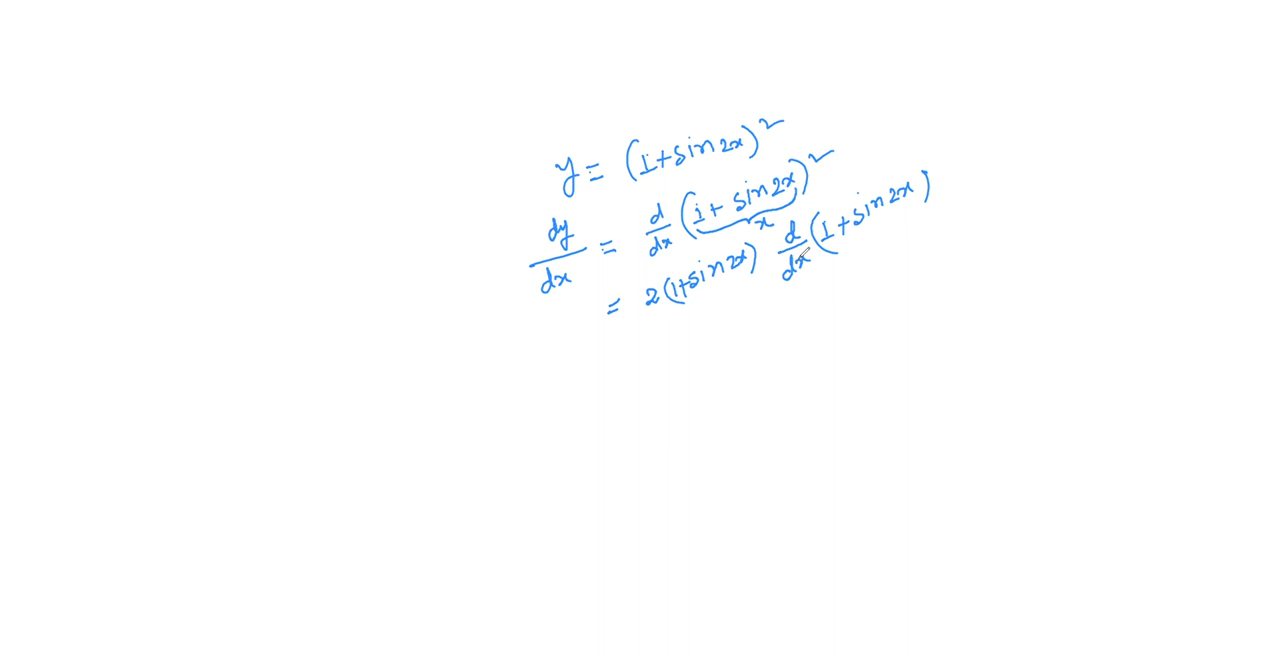 y = (1+sin2x)²
dy/dx = d/dx (1+ sin2x)²
x
= 2(1+sin2x) d/dx (1+sin2x)